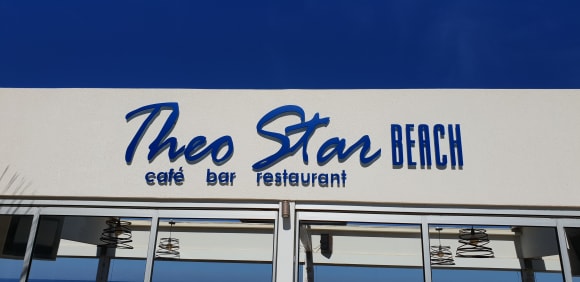 Theo Star BEACH
café bar restaurant